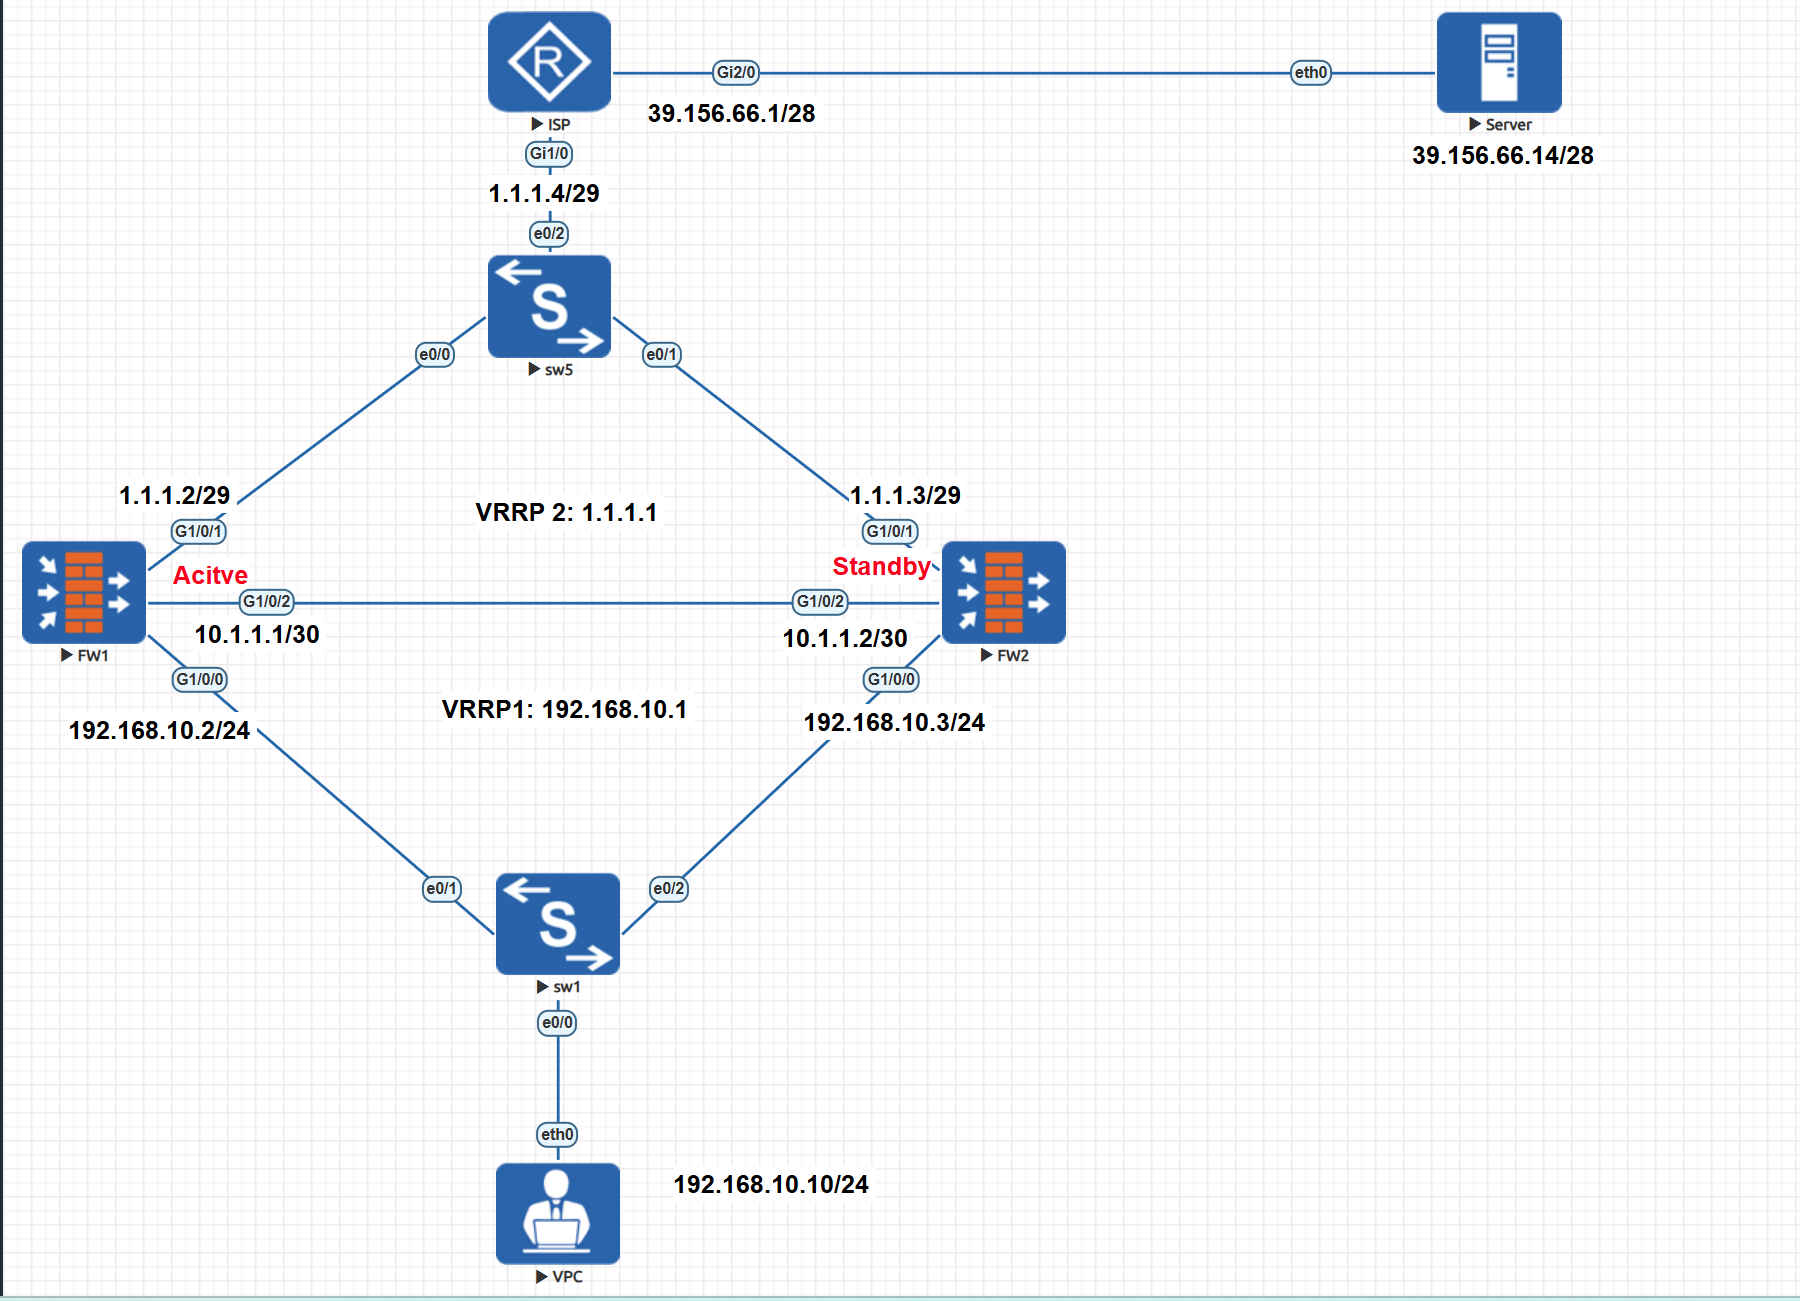 R
Gi2/0
eth0
39.156.66.1/28
ISP
Server
Gi1/0
39.156.66.14/28
1.1.1.4/29
e0/2
S
e0/0
e0/1
sw5
1.1.1.2/29
1.1.1.3/29
VRRP 2: 1.1.1.1
G1/0/1
G1/0/1
Acitve
Standby
G1/0/2
G1/0/2
10.1.1.1/30
10.1.1.2/30
FW1
FW2
G1/0/0
G1/0/0
VRRP1: 192.168.10.1
192.168.10.2/24
192.168.10.3/24
e0/1
e0/2
S
sw1
e0/0
eth0
192.168.10.10/24
VPC